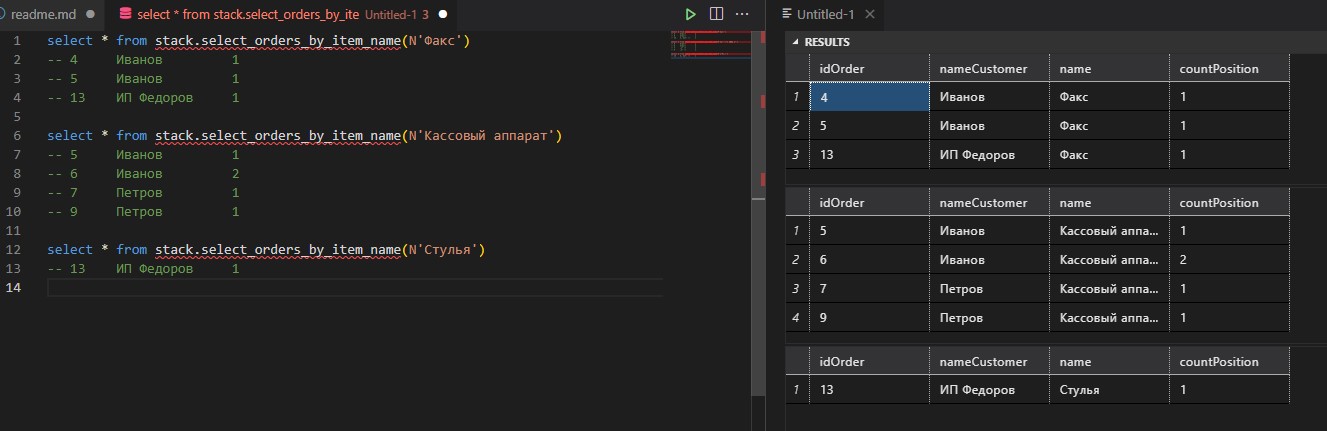 readme.md
select * from stack.select_orders_by_ite Untitled-1 3
1 select * from stack.select_orders_by_item_name(N'Факс')
2 -- 4 Иванов 1
3 -- 5 Иванов 1
4 -- 13 ИП Федоров 1
5
6 select * from stack.select_orders_by_item_name(N'Кассовый аппарат')
7 -- 5 Иванов 1
8 -- 6 Иванов 2
9 -- 7 Петров 1
10 -- 9 Петров 1
11
12 select * from stack.select_orders_by_item_name(N'Стулья')
13 -- 13 ИП Федоров 1
14
Untitled-1
RESULTS
idOrder nameCustomer name countPosition
1 4 Иванов Факс 1
2 5 Иванов Факс 1
3 13 ИП Федоров Факс 1
idOrder nameCustomer name countPosition
1 5 Иванов Кассовый аппа... 1
2 6 Иванов Кассовый аппа... 2
3 7 Петров Кассовый аппа... 1
4 9 Петров Кассовый аппа... 1
idOrder nameCustomer name countPosition
1 13 ИП Федоров Стулья 1